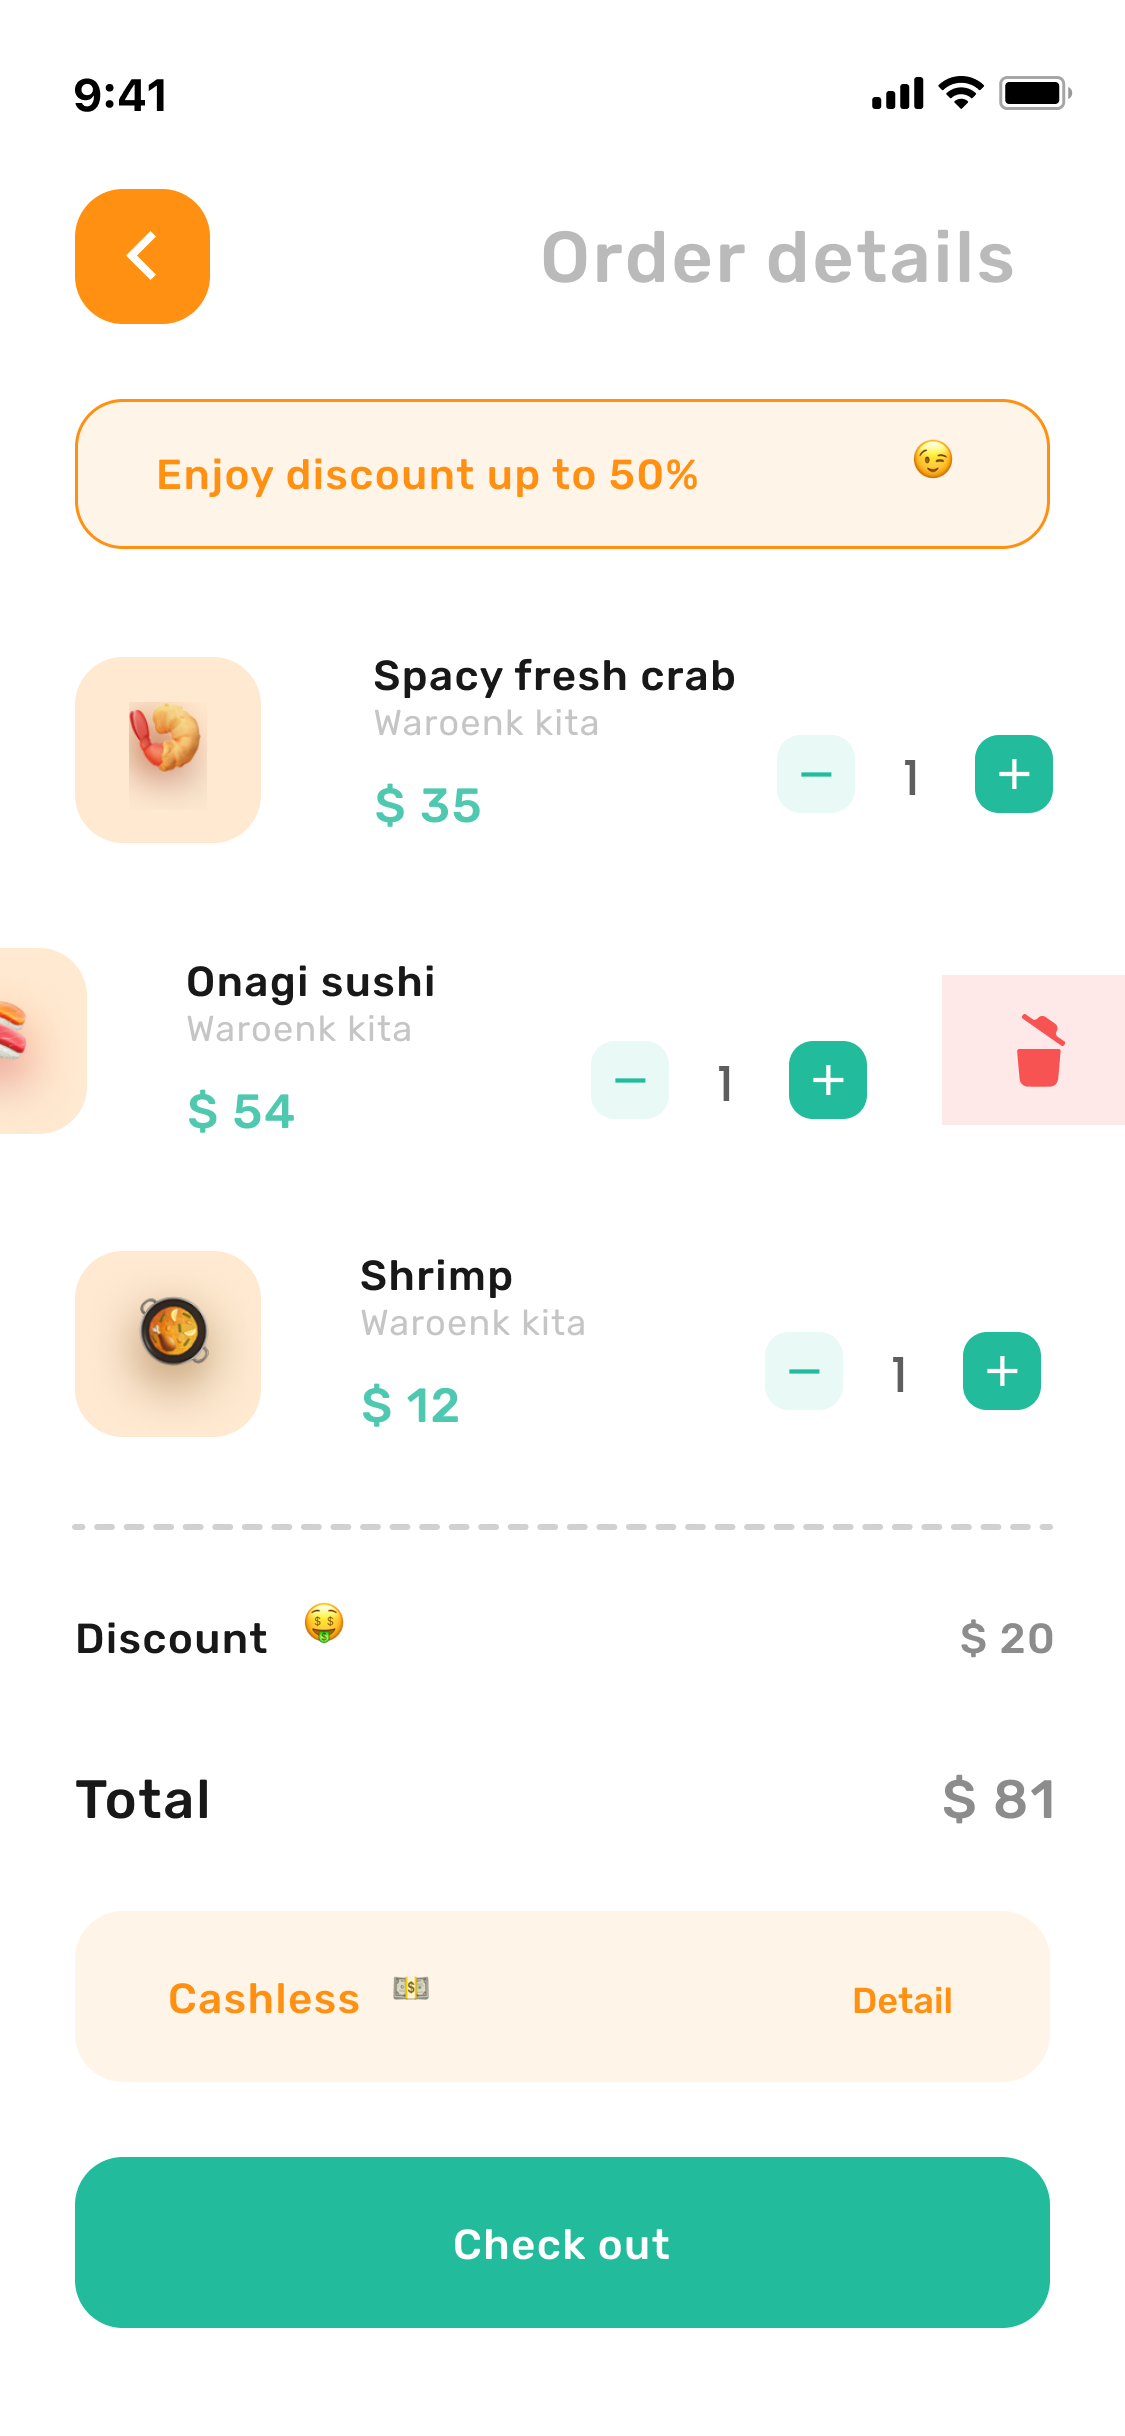 9:41
Order details
Enjoy discount up to 50% 😉
Spacy fresh crab
Waroenk kita
$ 35
1
Onagi sushi
Waroenk kita
$ 54
1
Shrimp
Waroenk kita
$ 12
1
Discount 🤑 $ 20
Total $ 81
Cashless 💵 Detail
Check out